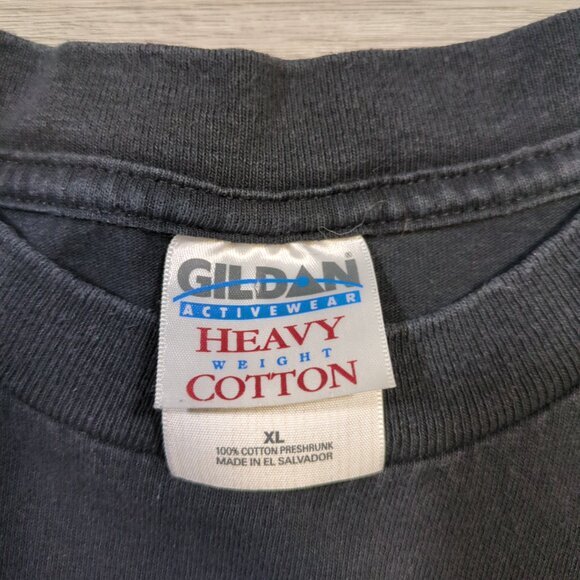 GILDAN®
ACTIVEWEAR
HEAVY
WEIGHT
COTTON
XL
100% COTTON PRESHRUNK
MADE IN EL SALVADOR